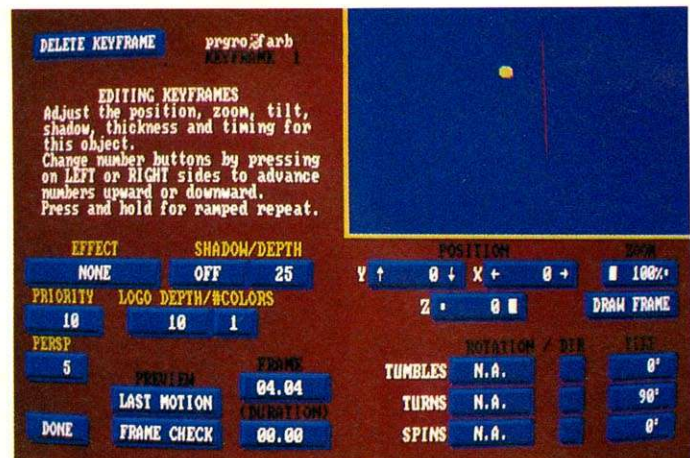 DELETE KEYFRAME
KEYFRAME 1
EDITING KEYFRAMES
Adjust the position, zoom, tilt,
shadow, thickness and timing for
this object.
Change number buttons by pressing
on LEFT or RIGHT sides to advance
numbers upward or downward.
Press and hold for ramped repeat.
EFFECT SHADOW/DEPTH
NONE OFF 25
PRIORITY LOGO DEPTH/#COLORS
10 10 1
PERSP
5
PREVIEW
LAST MOTION
DONE FRAME CHECK
FRAME
04.04
(DURATION)
00.00
POSITION ZOOM
Y ↑ 0 ↓ X ← 0 → 100%
Z 0 DRAW FRAME
ROTATION / DIR TILT
TUMBLES N.A. 0°
TURNS N.A. 90°
SPINS N.A. 0°